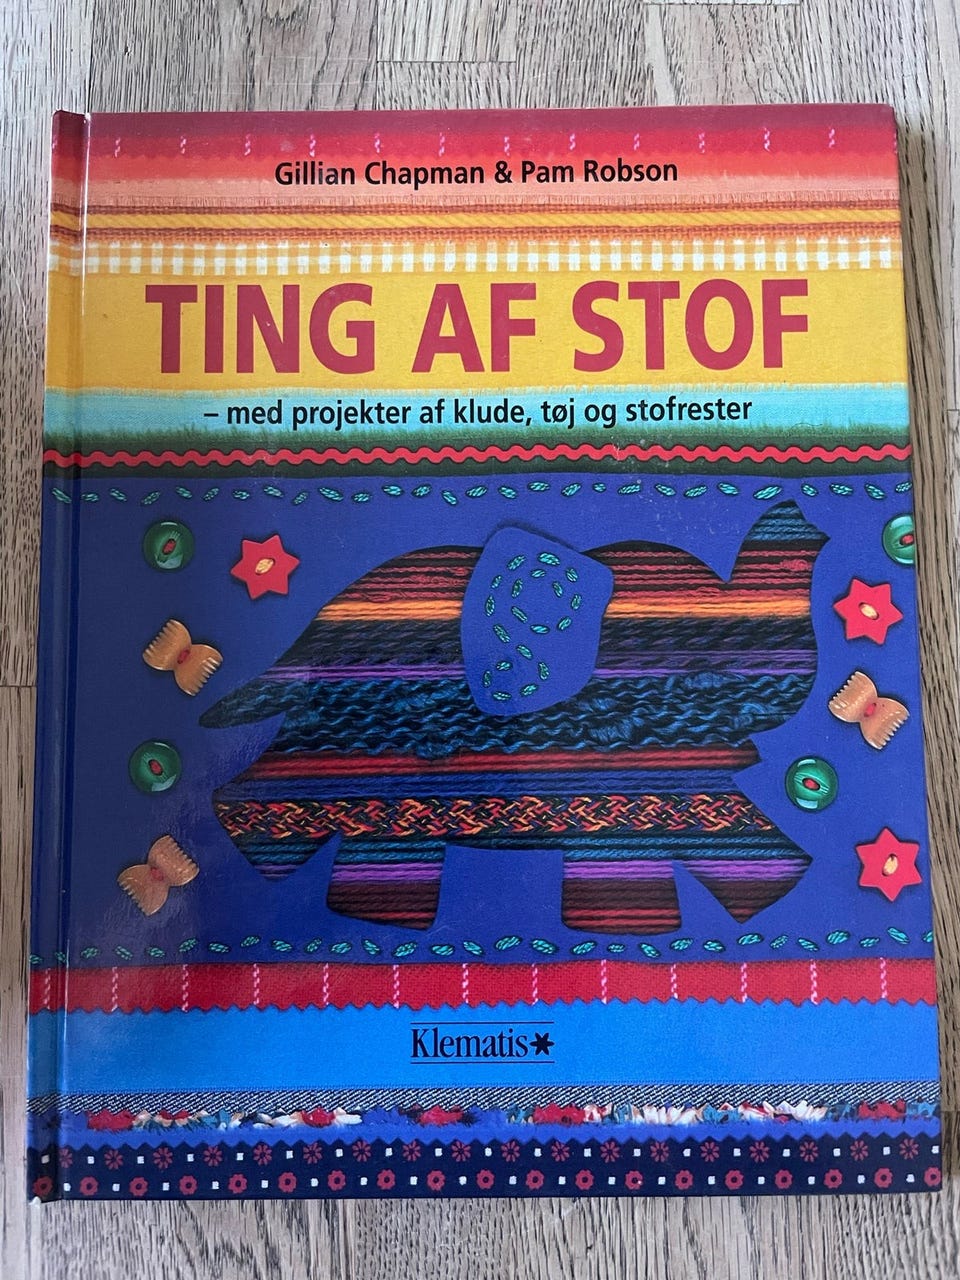 Gillian Chapman & Pam Robson
TING AF STOF
– med projekter af klude, tøj og stofrester
Klematis